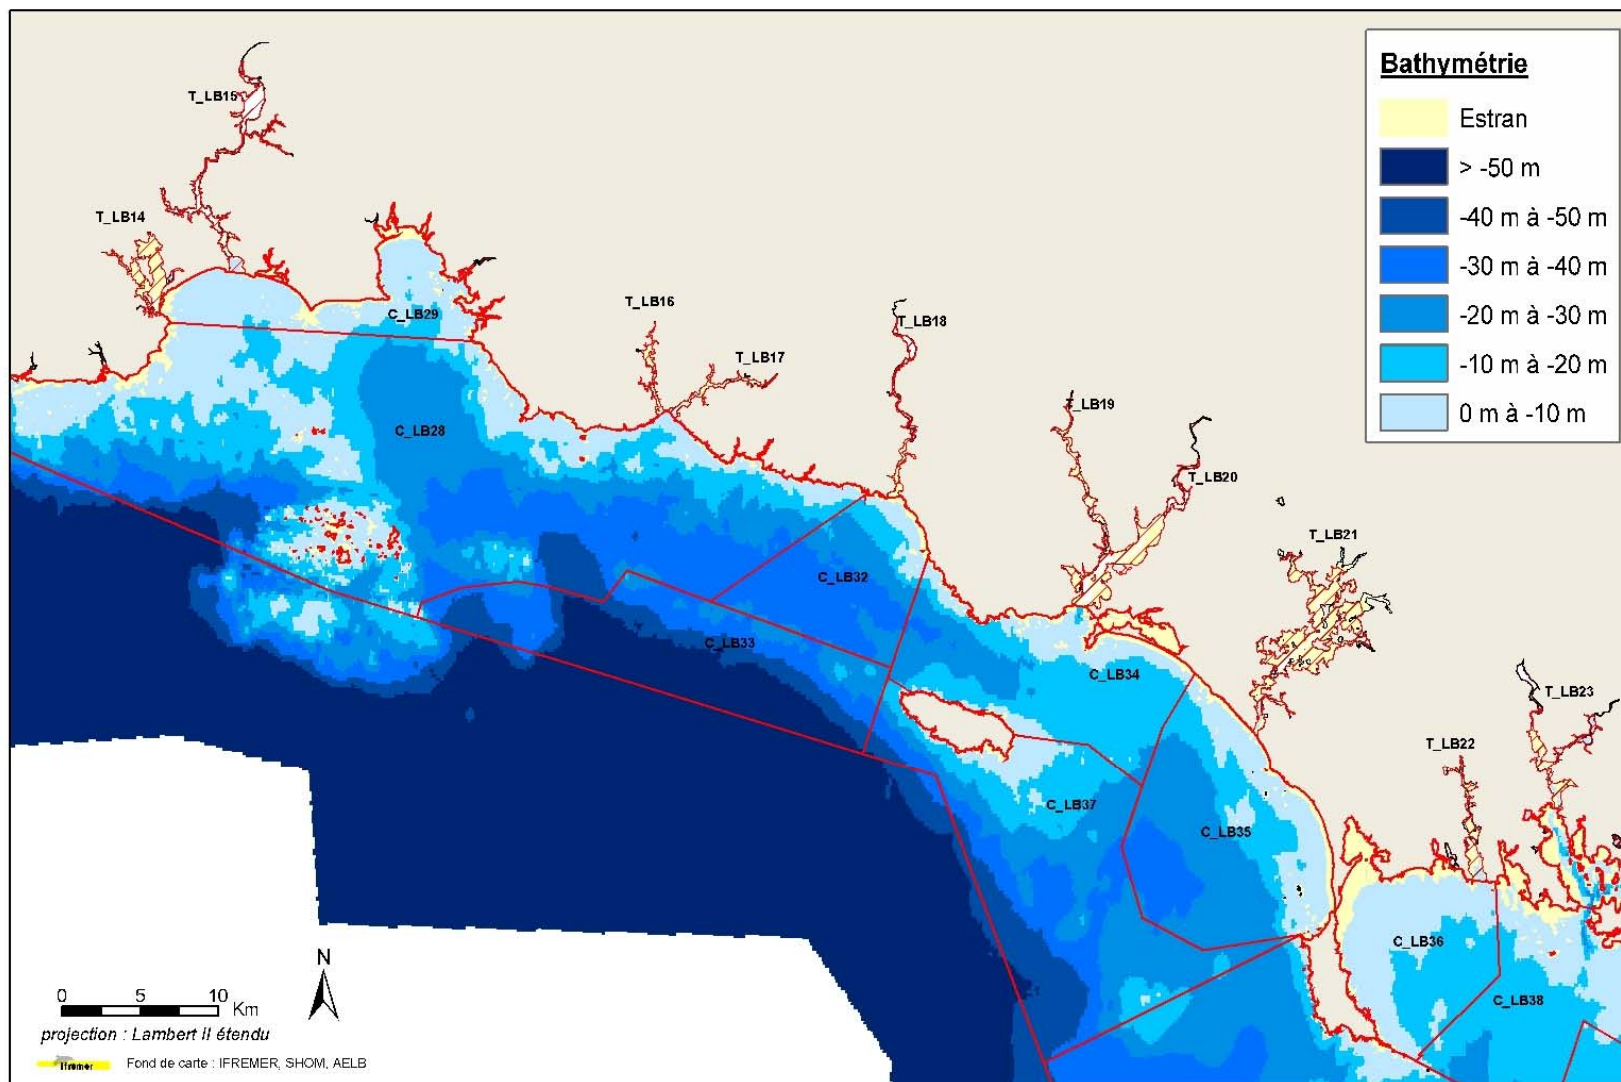 Bathymétrie
Estran
> -50 m
-40 m à -50 m
-30 m à -40 m
-20 m à -30 m
-10 m à -20 m
0 m à -10 m
T_LB15
T_LB14
C_LB29
T_LB16
T_LB18
T_LB17
T_LB19
C_LB28
T_LB20
T_LB21
C_LB32
C_LB33
C_LB34
T_LB23
T_LB22
C_LB37
C_LB35
C_LB36
C_LB38
N
0 5 10 Km
projection : Lambert II étendu
Ifremer
Fond de carte : IFREMER, SHOM, AELB